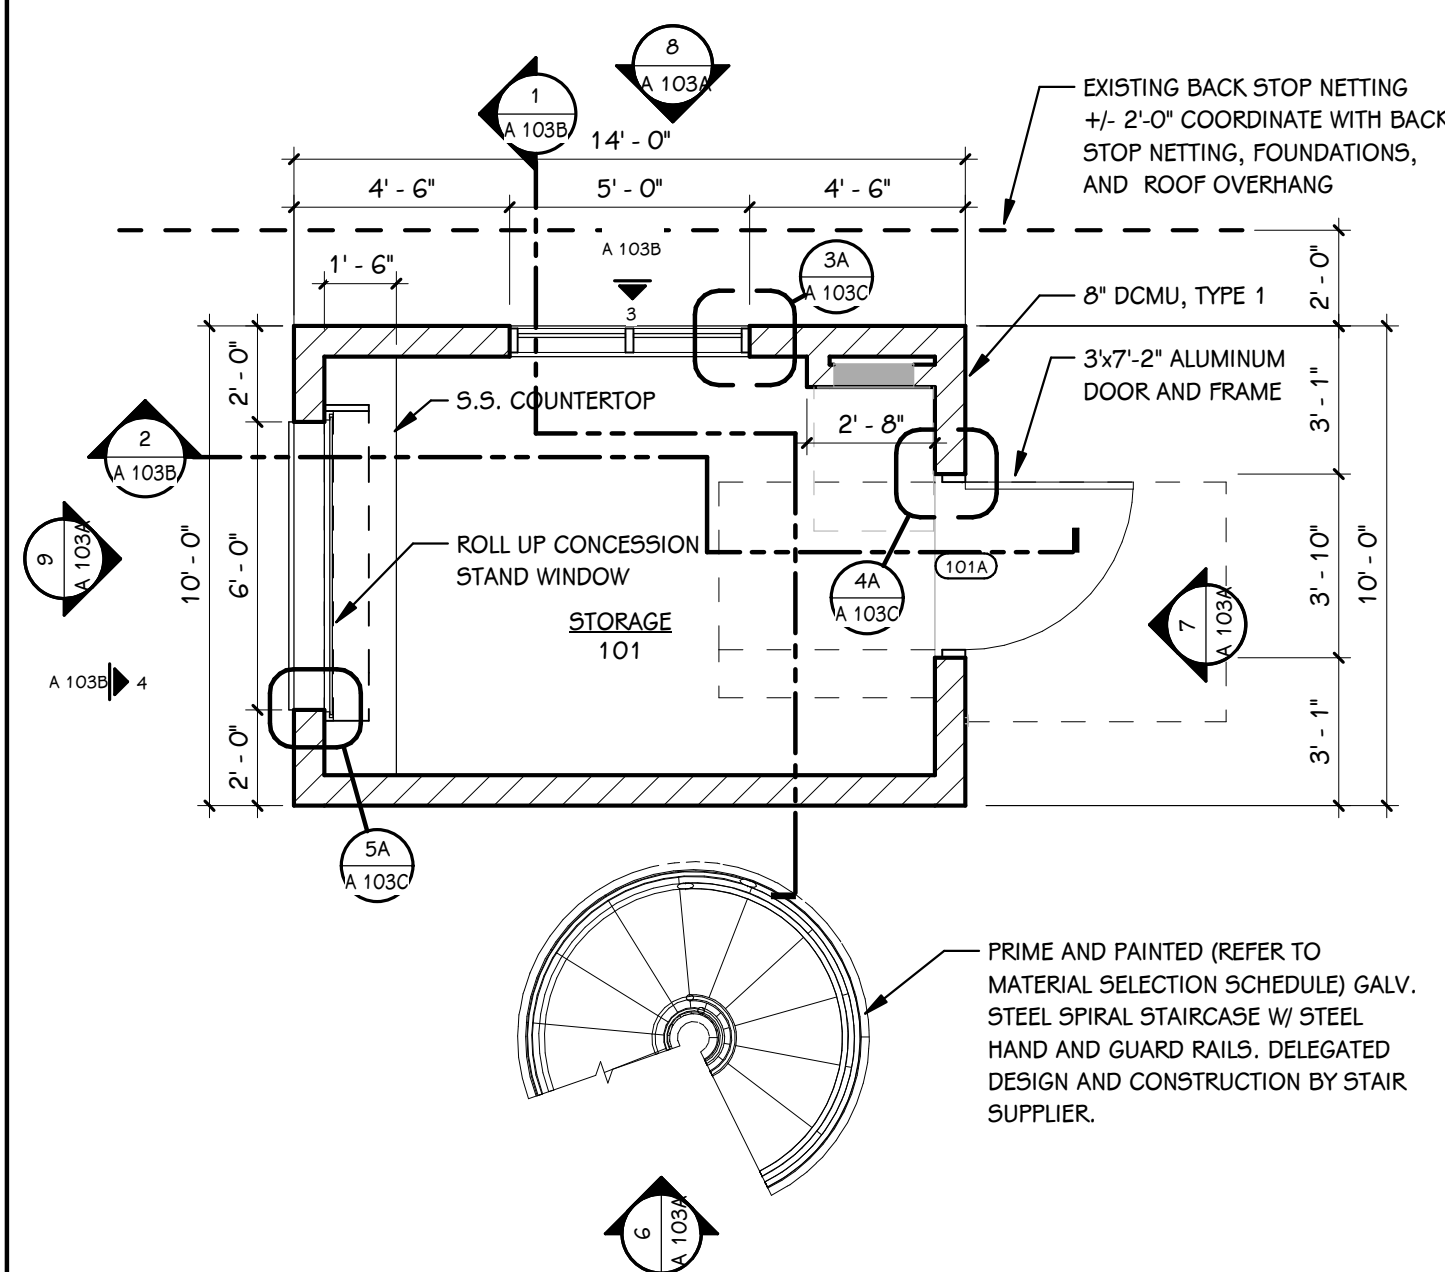 8
A 103A
1
A 103B
EXISTING BACK STOP NETTING
+/- 2'-0" COORDINATE WITH BACK
STOP NETTING, FOUNDATIONS,
AND ROOF OVERHANG
14' - 0"
4' - 6"
5' - 0"
4' - 6"
A 103B
3
1' - 6"
3A
A 103C
2' - 0"
8" DCMU, TYPE 1
3'x7'-2" ALUMINUM
DOOR AND FRAME
2' - 0"
S.S. COUNTERTOP
2' - 8"
3' - 1"
2
A 103B
9
A 103A
10' - 0"
6' - 0"
ROLL UP CONCESSION
STAND WINDOW
STORAGE
101
101A
4A
A 103C
3' - 10"
10' - 0"
7
A 103A
A 103B
4
2' - 0"
3' - 1"
5A
A 103C
PRIME AND PAINTED (REFER TO
MATERIAL SELECTION SCHEDULE) GALV.
STEEL SPIRAL STAIRCASE W/ STEEL
HAND AND GUARD RAILS. DELEGATED
DESIGN AND CONSTRUCTION BY STAIR
SUPPLIER.
6
A 103A